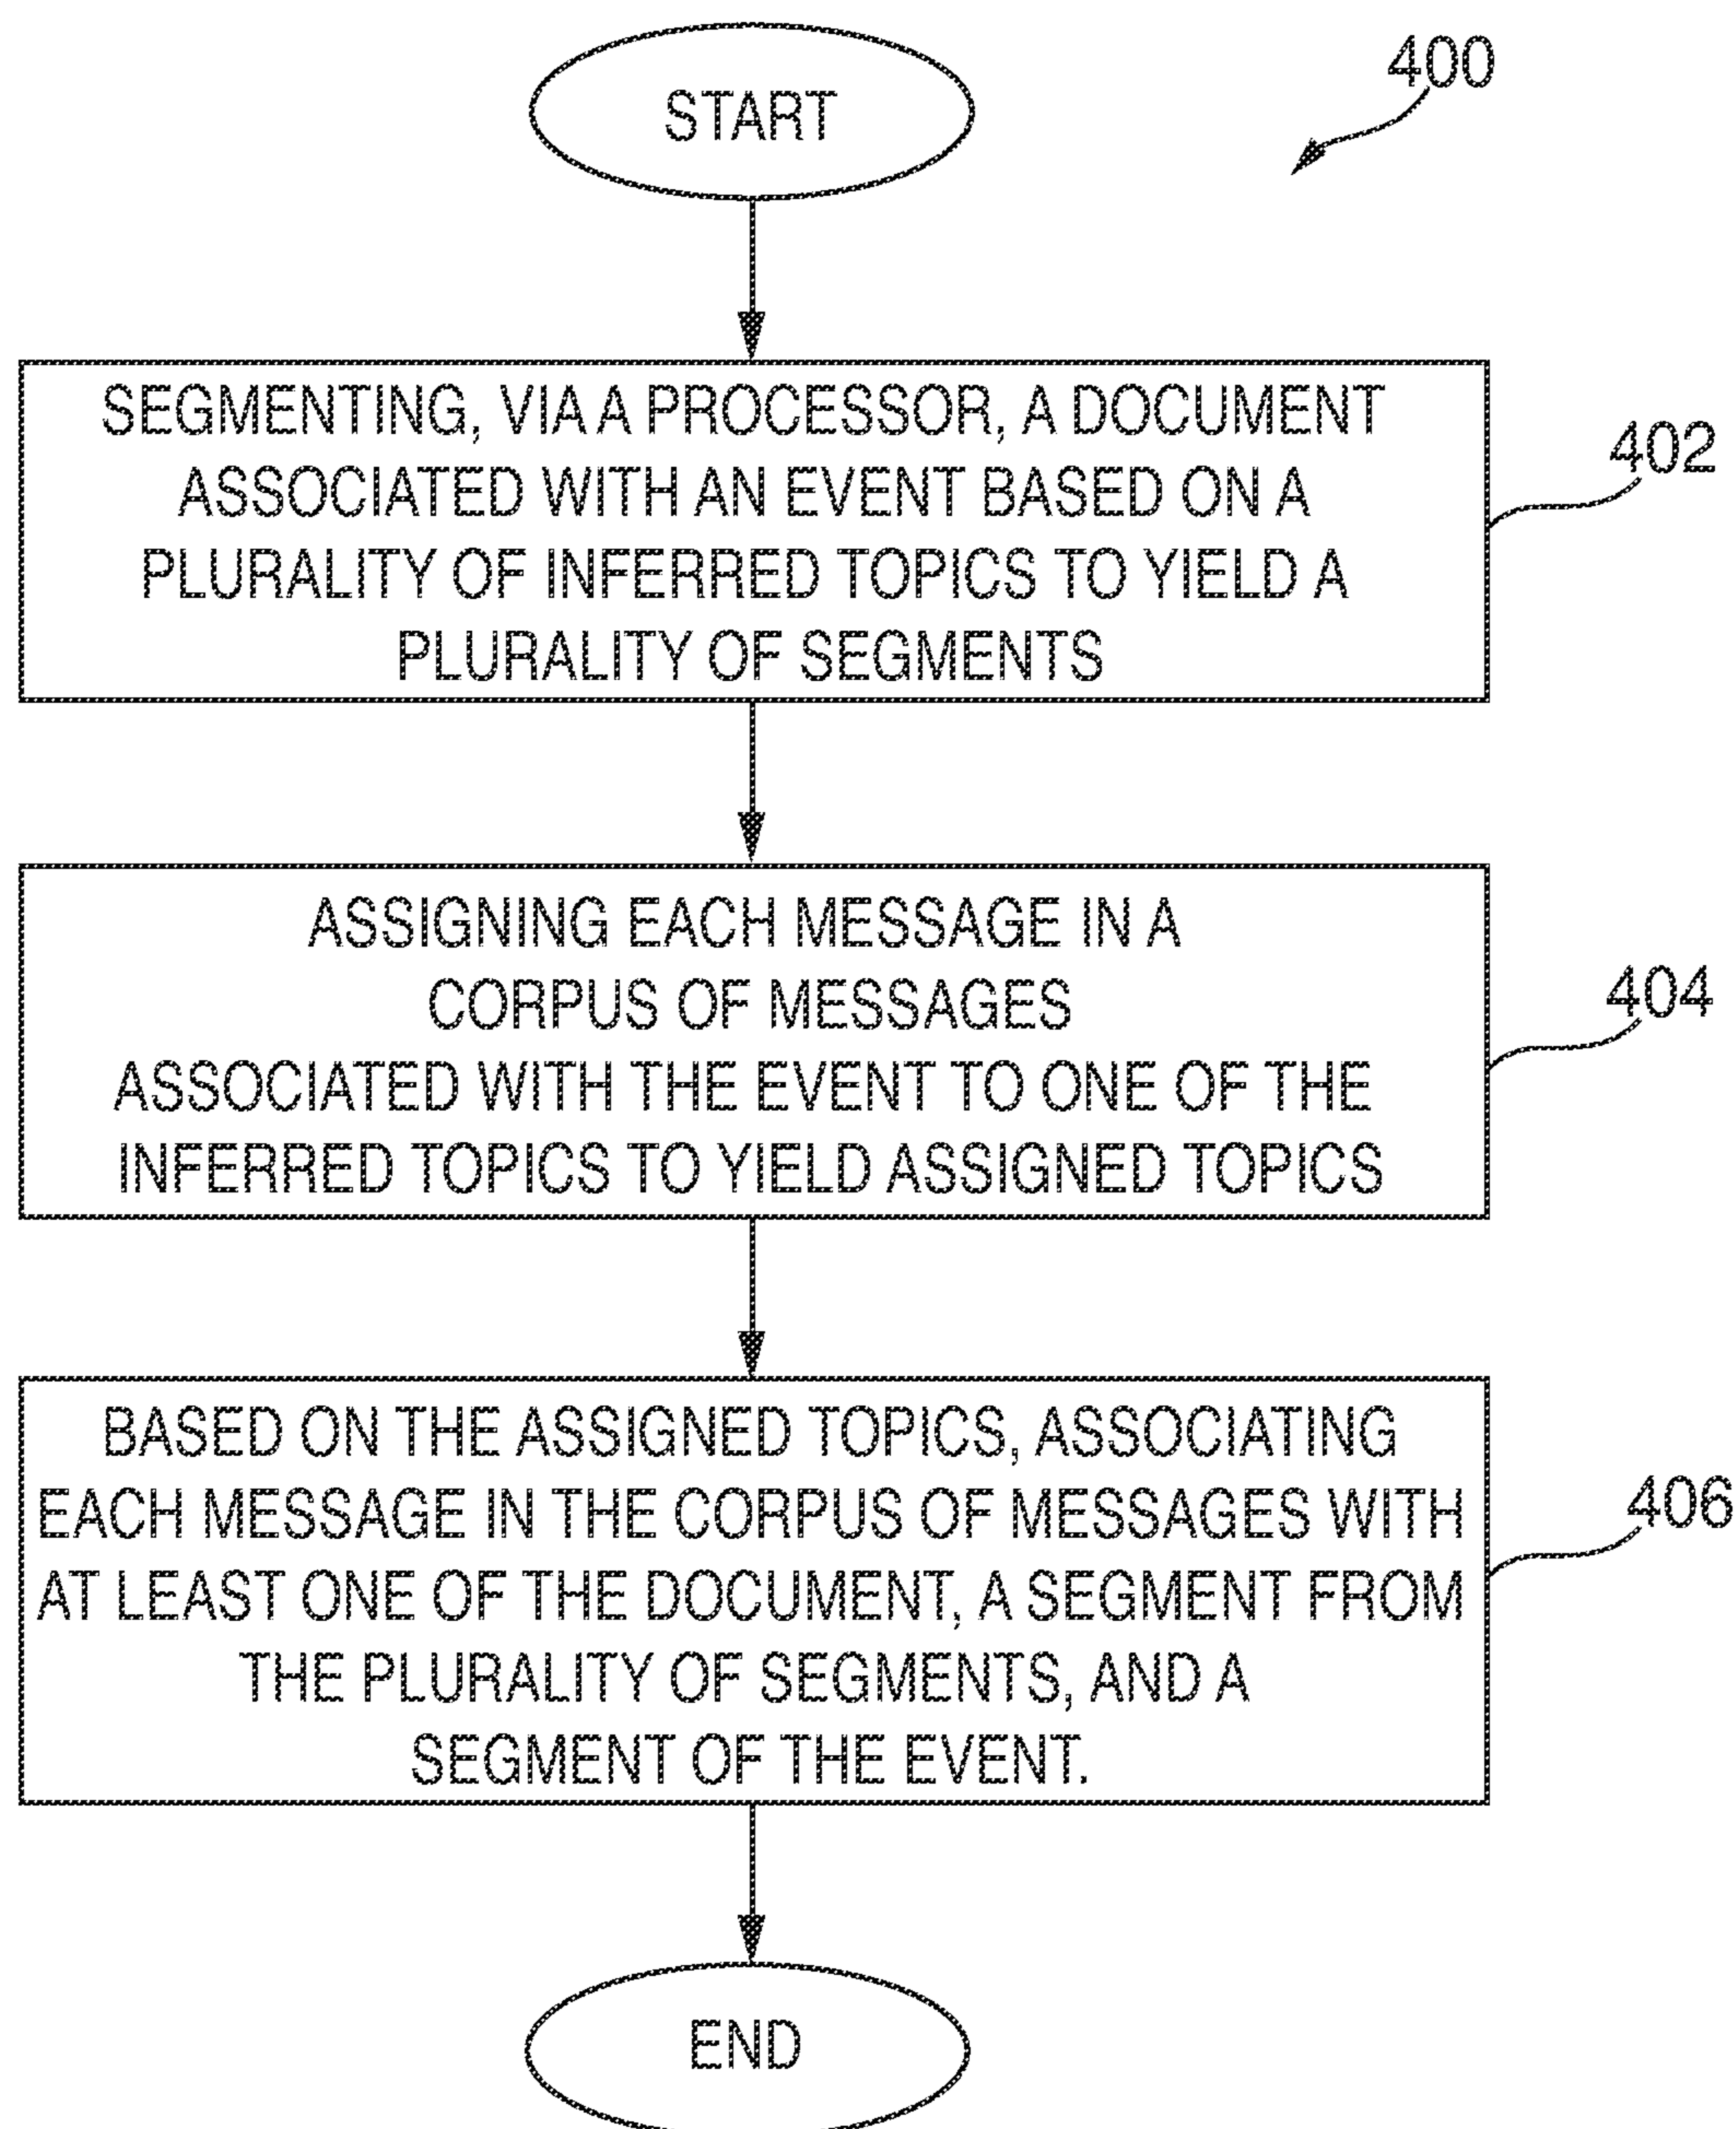 START
400
SEGMENTING, VIA A PROCESSOR, A DOCUMENT
ASSOCIATED WITH AN EVENT BASED ON A
PLURALITY OF INFERRED TOPICS TO YIELD A
PLURALITY OF SEGMENTS
402
ASSIGNING EACH MESSAGE IN A
CORPUS OF MESSAGES
ASSOCIATED WITH THE EVENT TO ONE OF THE
INFERRED TOPICS TO YIELD ASSIGNED TOPICS
404
BASED ON THE ASSIGNED TOPICS, ASSOCIATING
EACH MESSAGE IN THE CORPUS OF MESSAGES WITH
AT LEAST ONE OF THE DOCUMENT, A SEGMENT FROM
THE PLURALITY OF SEGMENTS, AND A
SEGMENT OF THE EVENT.
406
END